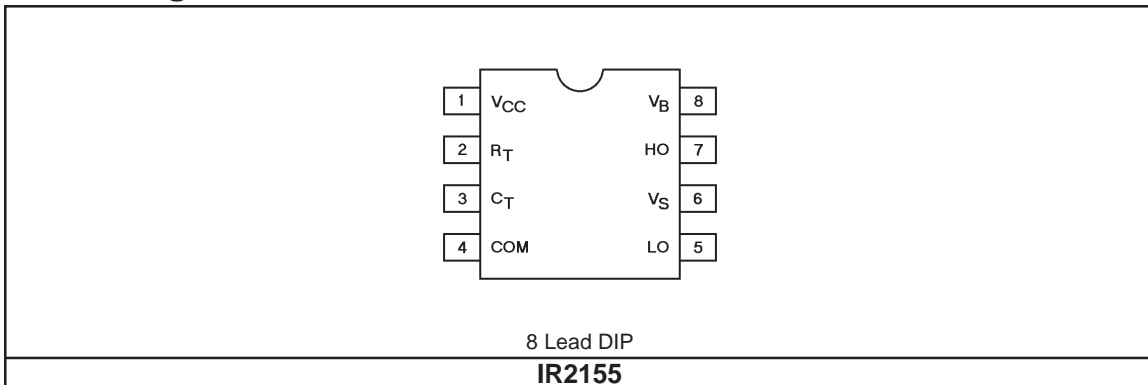 1 VCC VB 8
2 RT HO 7
3 CT VS 6
4 COM LO 5
8 Lead DIP
IR2155